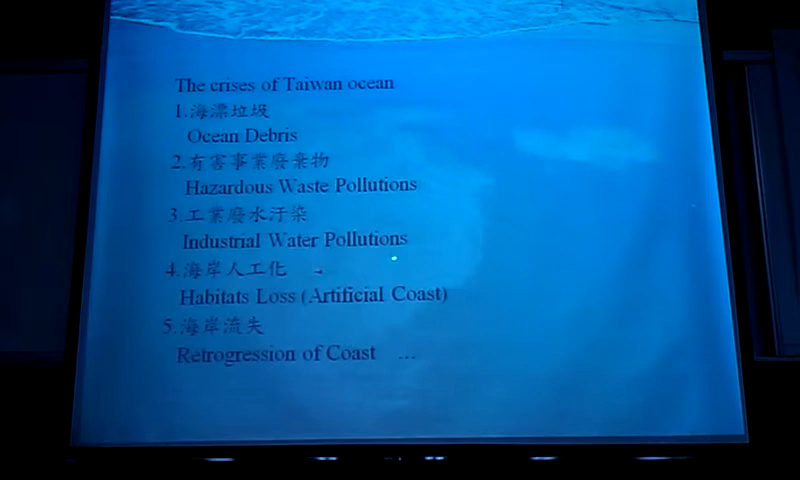 The crises of Taiwan ocean
1.海漂垃圾
Ocean Debris
2.有害事業廢棄物
Hazardous Waste Pollutions
3.工業廢水汙染
Industrial Water Pollutions
4.海岸人工化
Habitats Loss (Artificial Coast)
5.海岸流失
Retrogression of Coast ...